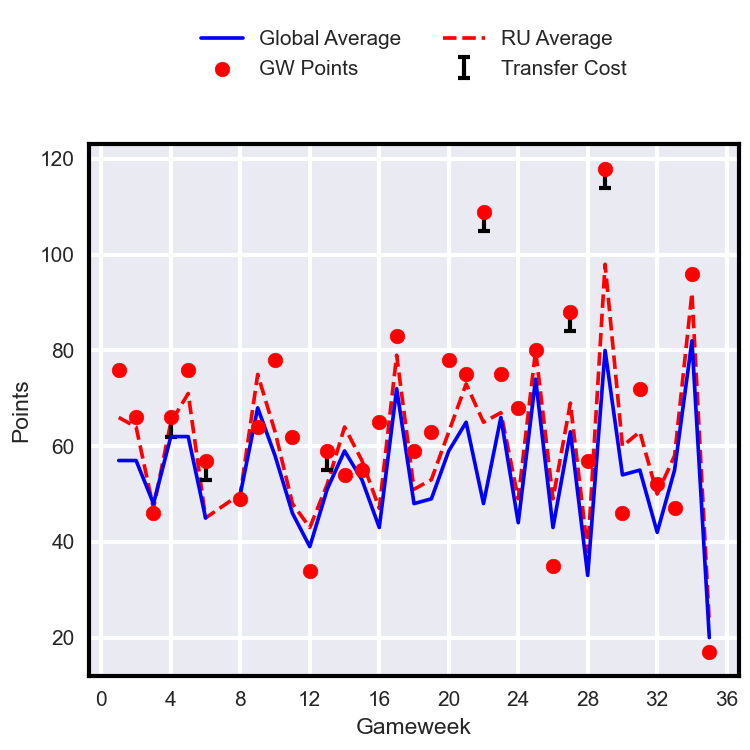 Global Average
RU Average
GW Points
Transfer Cost
120
100
80
60
40
20
Points
0 4 8 12 16 20 24 28 32 36
Gameweek